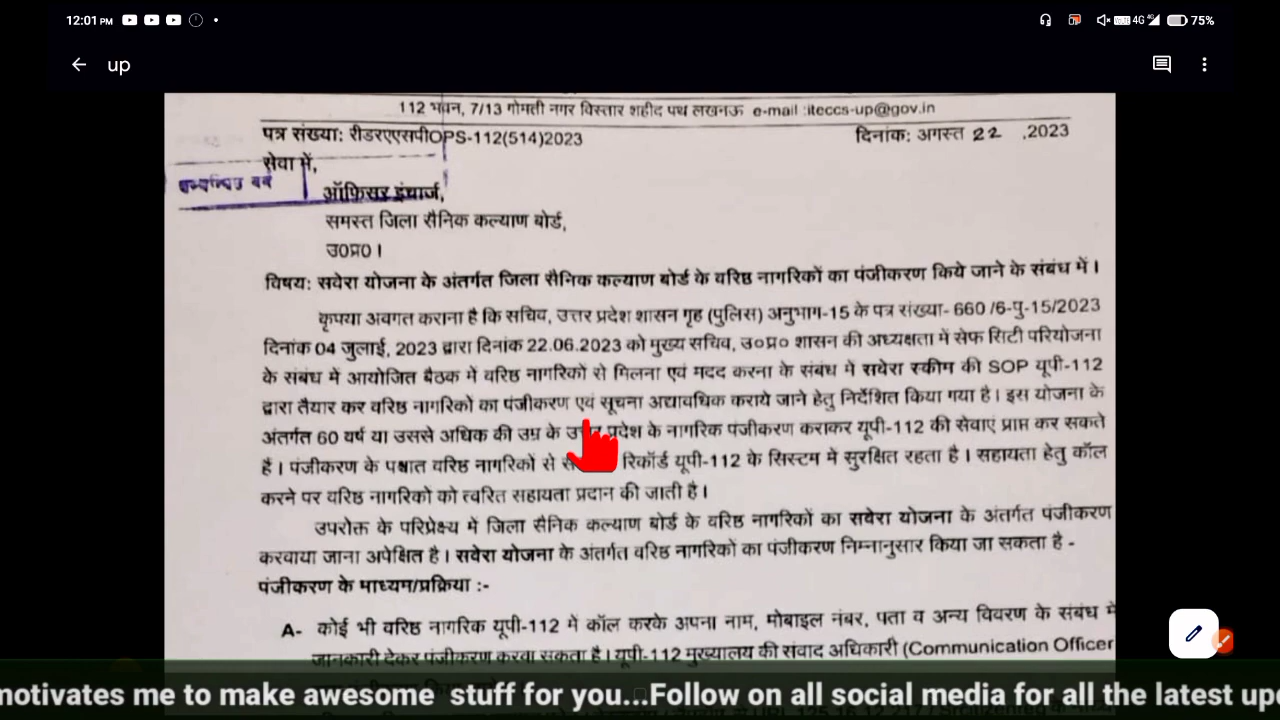 12:01 PM
4G 75%
up
112 भवन, 7/13 गोमती नगर विस्तार शहीद पथ लखनऊ e-mail :iteccs-up@gov.in
पत्र संख्या: रीडरएएसपीOPS-112(514)2023 दिनांक: अगस्त 22 ,2023
सेवा में,
ऑफिसर इंचार्ज,
समस्त जिला सैनिक कल्याण बोर्ड,
उ0प्र0।
विषय: सवेरा योजना के अंतर्गत जिला सैनिक कल्याण बोर्ड के वरिष्ठ नागरिकों का पंजीकरण किये जाने के संबंध में।
कृपया अवगत कराना है कि सचिव, उत्तर प्रदेश शासन गृह (पुलिस) अनुभाग-15 के पत्र संख्या- 660 /6-पु-15/2023
दिनांक 04 जुलाई, 2023 द्वारा दिनांक 22.06.2023 को मुख्य सचिव, उ०प्र० शासन की अध्यक्षता में सेफ सिटी परियोजना
के संबंध में आयोजित बैठक में वरिष्ठ नागरिकों से मिलना एवं मदद करना के संबंध में सवेरा स्कीम की SOP यूपी-112
द्वारा तैयार कर वरिष्ठ नागरिकों का पंजीकरण एवं सूचना अद्यावधिक कराये जाने हेतु निर्देशित किया गया है। इस योजना के
अंतर्गत 60 वर्ष या उससे अधिक की उम्र के उत्तर प्रदेश के नागरिक पंजीकरण कराकर यूपी-112 की सेवाएं प्राप्त कर सकते
हैं। पंजीकरण के पश्चात वरिष्ठ नागरिकों से रिकॉर्ड यूपी-112 के सिस्टम में सुरक्षित रहता है। सहायता हेतु कॉल
करने पर वरिष्ठ नागरिको को त्वरित सहायता प्रदान की जाती है।
उपरोक्त के परिप्रेक्ष्य में जिला सैनिक कल्याण बोर्ड के वरिष्ठ नागरिकों का सवेरा योजना के अंतर्गत पंजीकरण
करवाया जाना अपेक्षित है। सवेरा योजना के अंतर्गत वरिष्ठ नागरिकों का पंजीकरण निम्नानुसार किया जा सकता है -
पंजीकरण के माध्यम/प्रक्रिया :-
A- कोई भी वरिष्ठ नागरिक यूपी-112 में कॉल करके अपना नाम, मोबाइल नंबर, पता व अन्य विवरण के संबंध में
जानकारी देकर पंजीकरण करवा सकता है। यूपी-112 मुख्यालय की संवाद अधिकारी (Communication Officer
motivates me to make awesome stuff for you...Follow on all social media for all the latest up